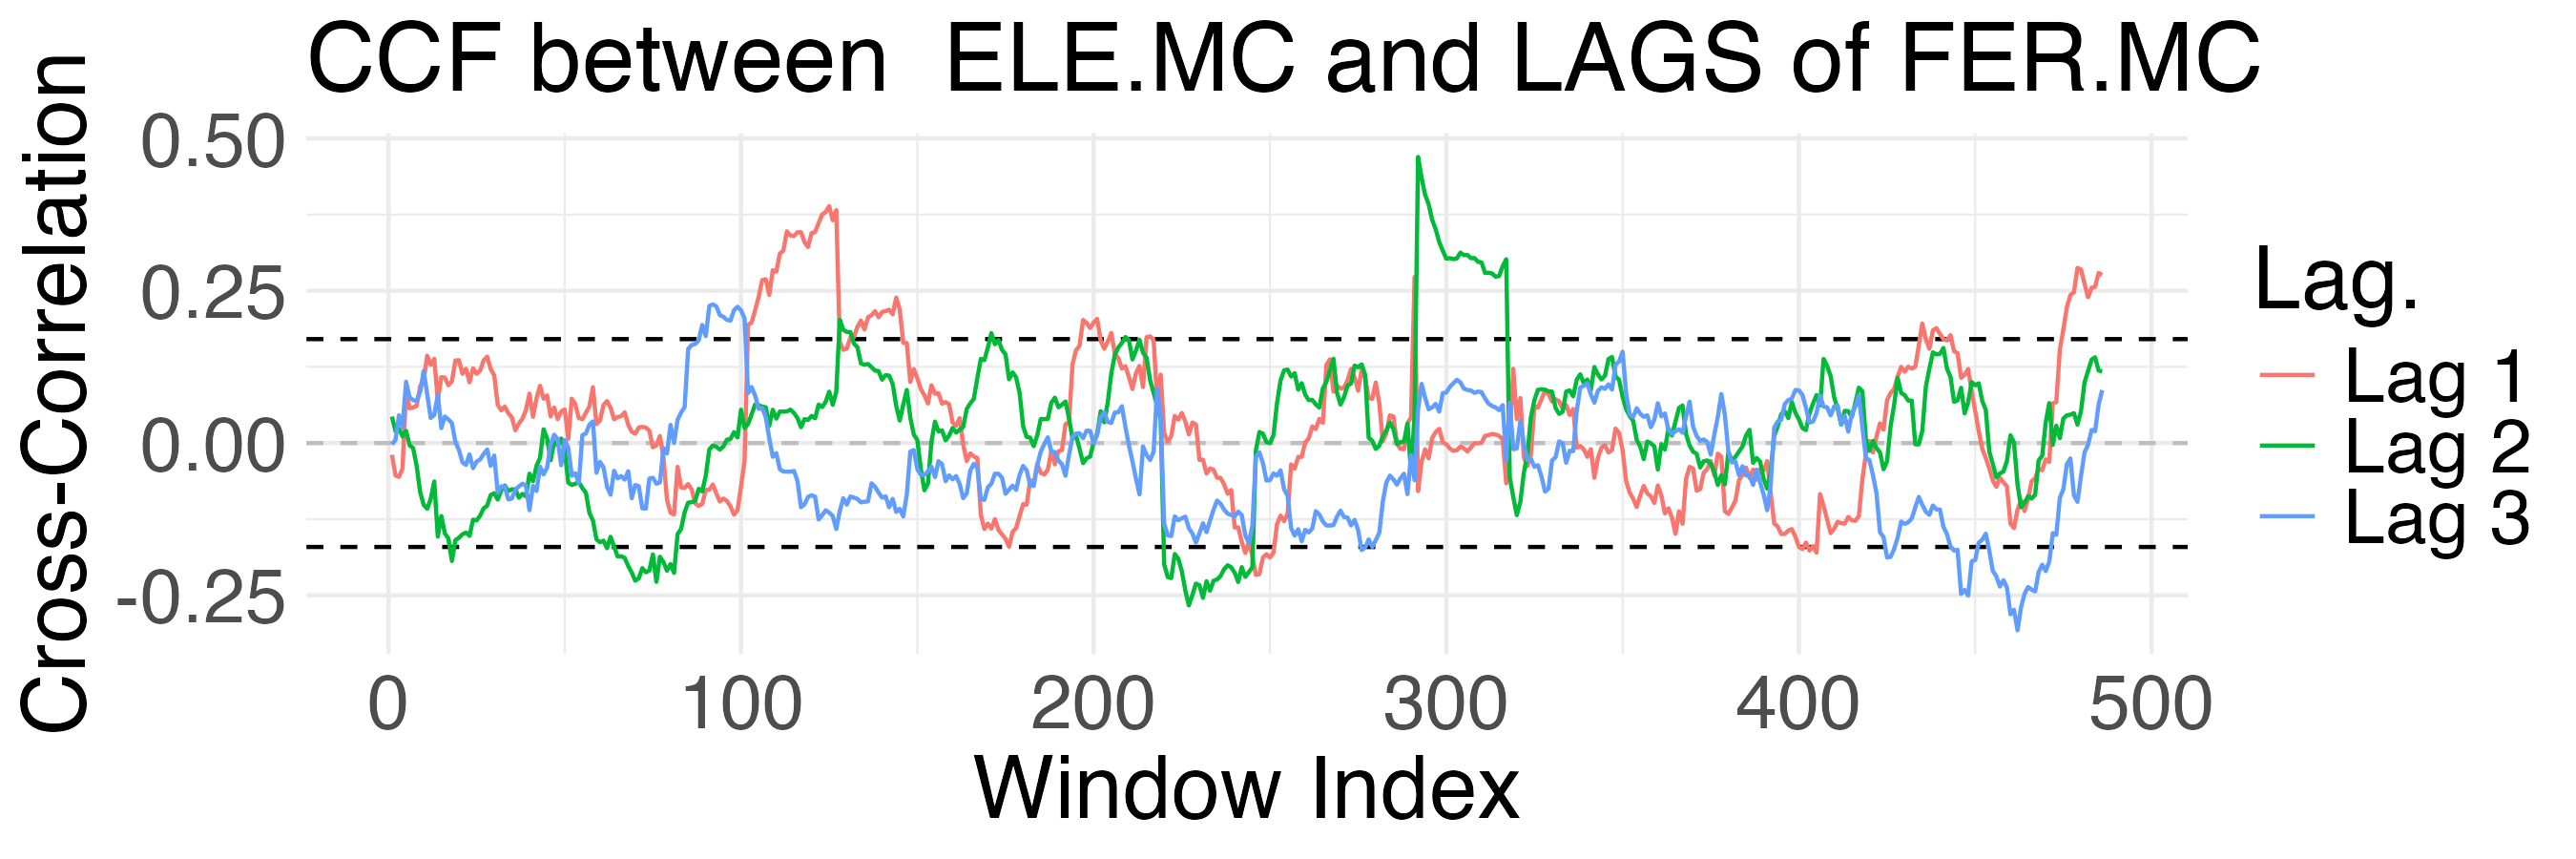 CCF between  ELE.MC and LAGS of FER.MC
Cross-Correlation
0.50
0.25
0.00
-0.25
0 100 200 300 400 500
Window Index
Lag.
Lag 1
Lag 2
Lag 3